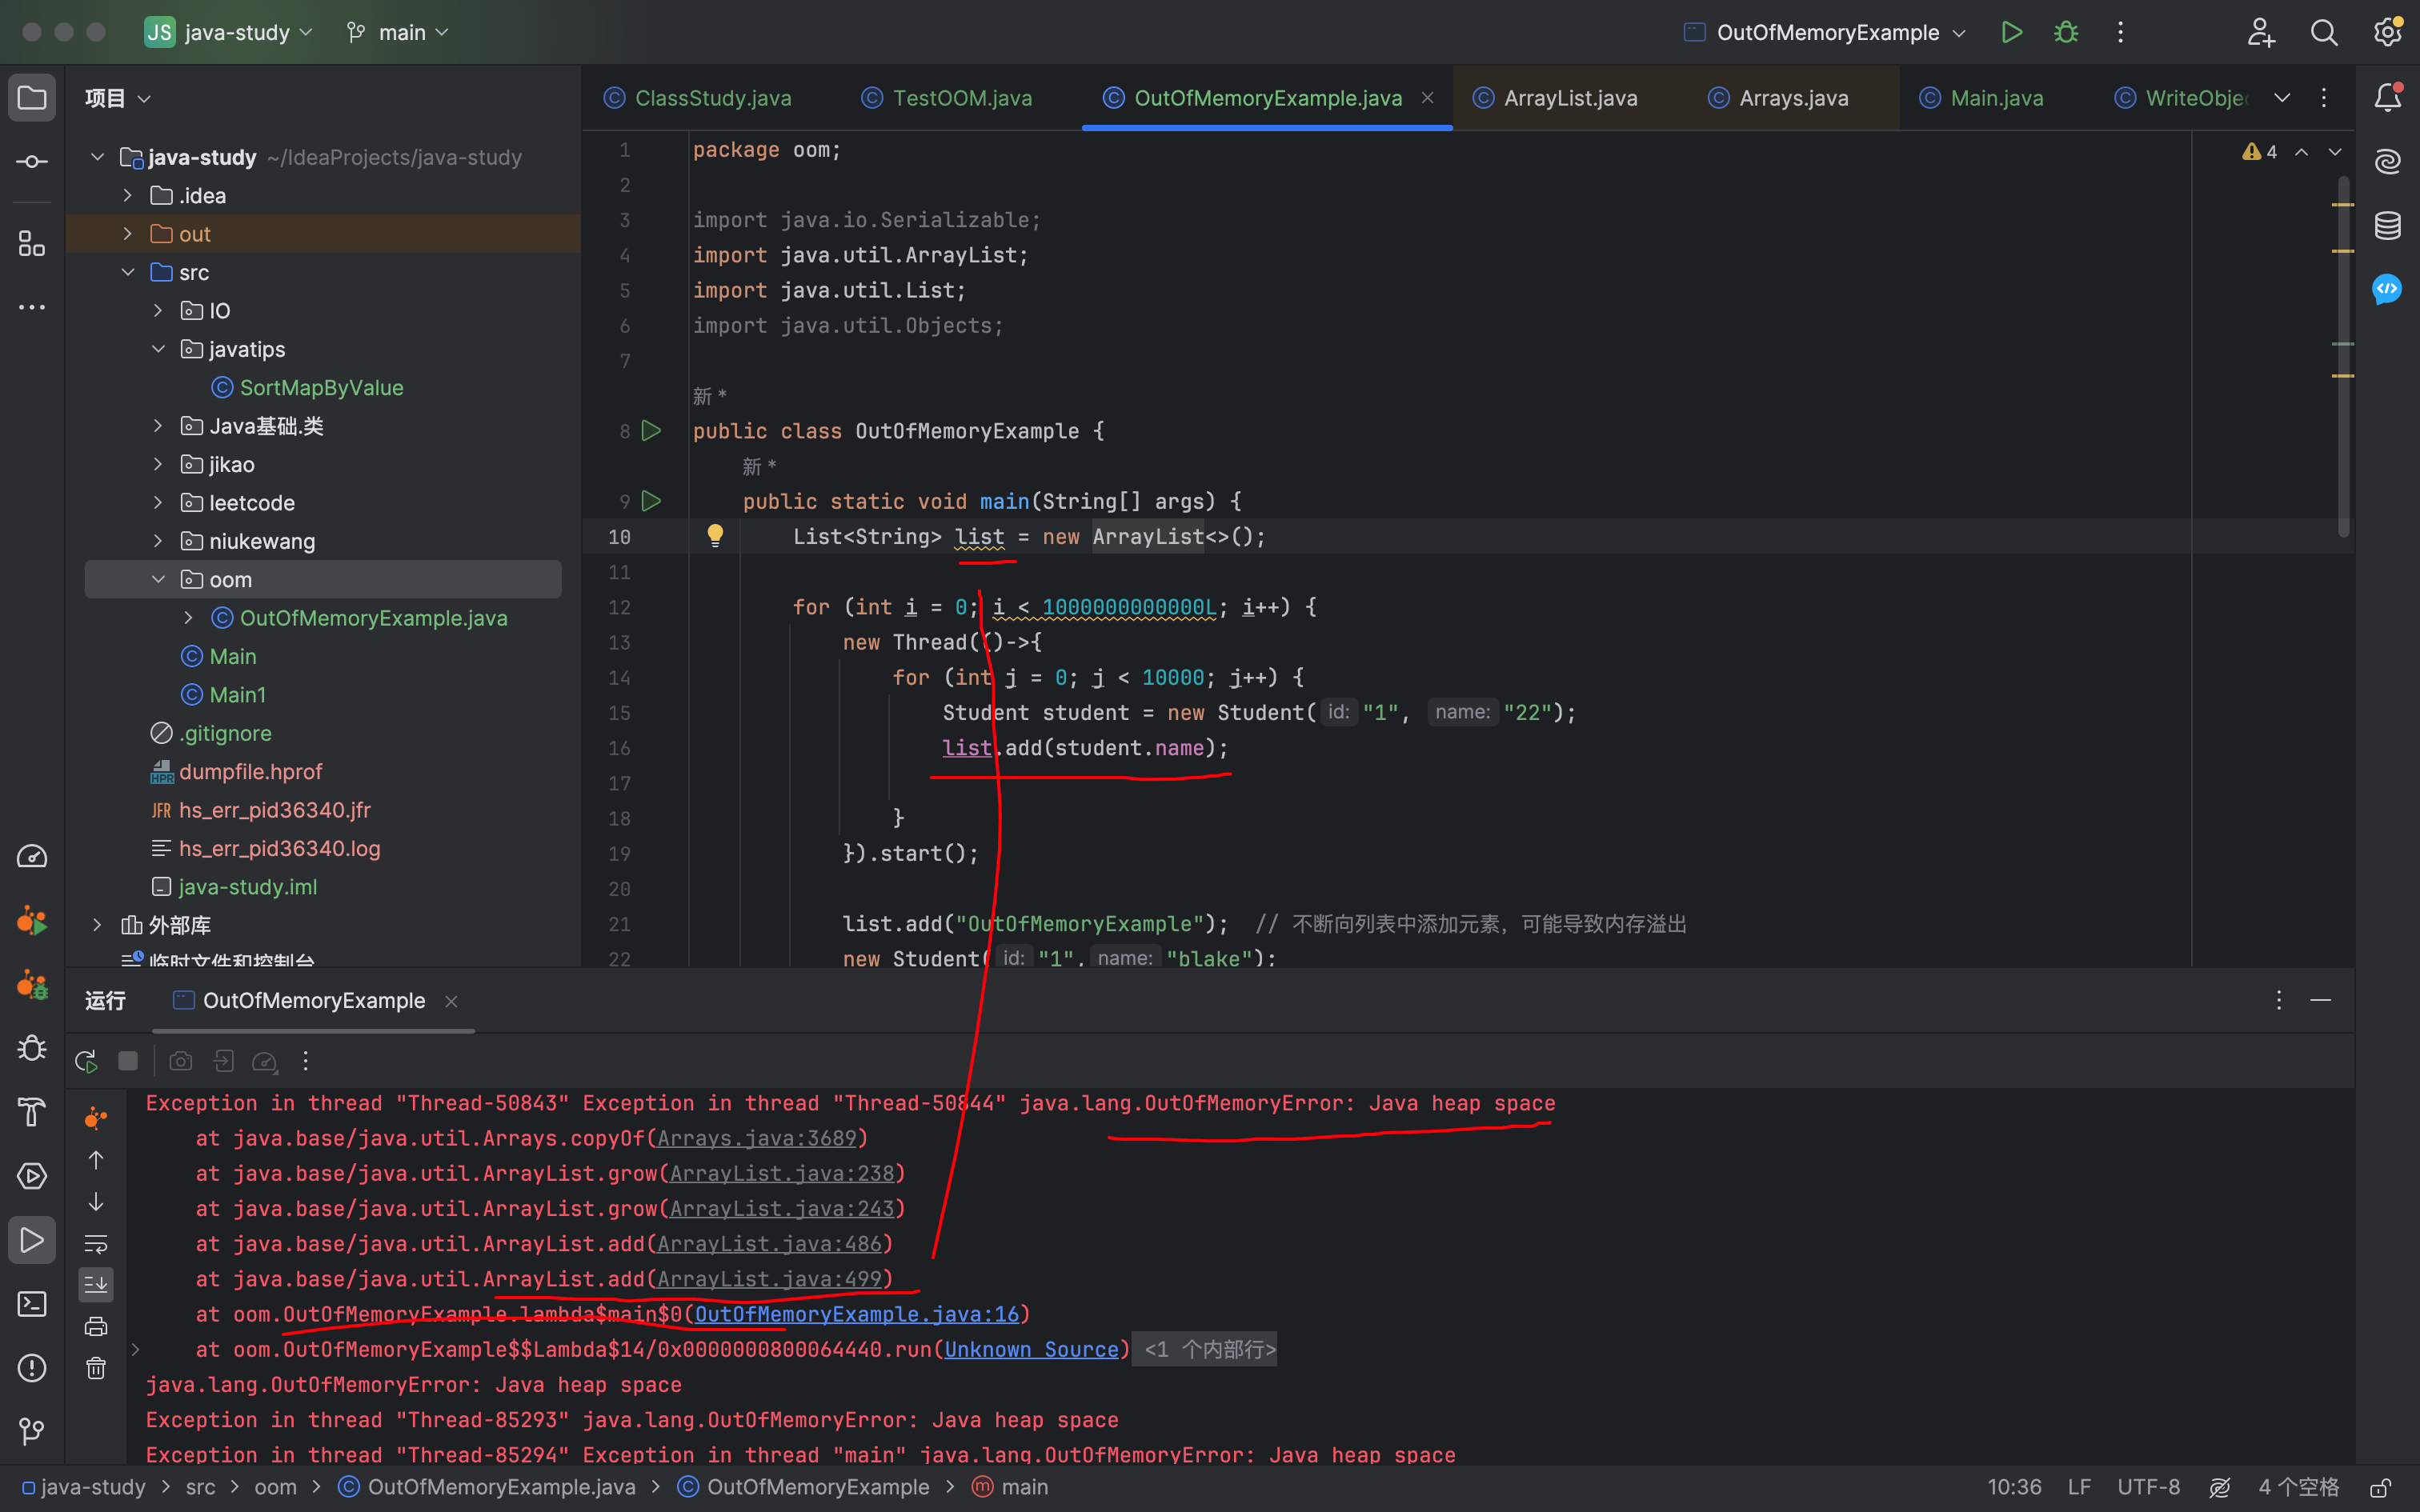 JS java-study main OutOfMemoryExample
项目
ClassStudy.java TestOOM.java OutOfMemoryExample.java ArrayList.java Arrays.java Main.java WriteObje
java-study ~/IdeaProjects/java-study
.idea
out
src
IO
javatips
SortMapByValue
Java基础.类
jikao
leetcode
niukewang
oom
OutOfMemoryExample.java
Main
Main1
.gitignore
HPR dumpfile.hprof
JFR hs_err_pid36340.jfr
hs_err_pid36340.log
java-study.iml
外部库
临时文件和控制台
4
1 package oom;
2
3 import java.io.Serializable;
4 import java.util.ArrayList;
5 import java.util.List;
6 import java.util.Objects;
7
新 *
8 public class OutOfMemoryExample {
新 *
9 public static void main(String[] args) {
10 List<String> list = new ArrayList<>();
11
12 for (int i = 0; i < 1000000000000L; i++) {
13 new Thread(()->{
14 for (int j = 0; j < 10000; j++) {
15 Student student = new Student( id: "1", name: "22");
16 list.add(student.name);
17
18 }
19 }).start();
20
21 list.add("OutOfMemoryExample"); // 不断向列表中添加元素，可能导致内存溢出
22 new Student( id: "1", name: "blake");
运行 OutOfMemoryExample
Exception in thread "Thread-50843" Exception in thread "Thread-50844" java.lang.OutOfMemoryError: Java heap space
at java.base/java.util.Arrays.copyOf(Arrays.java:3689)
at java.base/java.util.ArrayList.grow(ArrayList.java:238)
at java.base/java.util.ArrayList.grow(ArrayList.java:243)
at java.base/java.util.ArrayList.add(ArrayList.java:486)
at java.base/java.util.ArrayList.add(ArrayList.java:499)
at oom.OutOfMemoryExample.lambda$main$0(OutOfMemoryExample.java:16)
at oom.OutOfMemoryExample$$Lambda$14/0x0000000800064440.run(Unknown Source) <1 个内部行>
java.lang.OutOfMemoryError: Java heap space
Exception in thread "Thread-85293" java.lang.OutOfMemoryError: Java heap space
Exception in thread "Thread-85294" Exception in thread "main" java.lang.OutOfMemoryError: Java heap space
java-study > src > oom > OutOfMemoryExample.java > OutOfMemoryExample > main 10:36 LF UTF-8 4 个空格